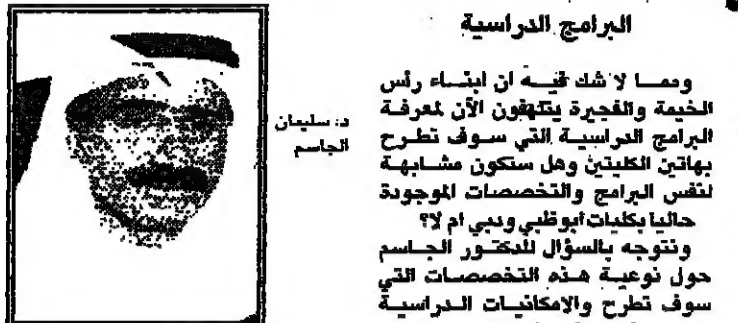 البرامج الدراسية
ومما لا شك فيه ان ابناء رأس
الخيمة والفجيرة يتلهفون الآن لمعرفة
البرامج الدراسية التي سوف تطرح
بهاتين الكليتين وهل ستكون مشابهة
لنفس البرامج والتخصصات الموجودة
حاليا بكليات أبوظبي ودبي ام لا؟
ونتوجه بالسؤال للدكتور الجاسم
حول نوعية هذه التخصصات التي
سوف تطرح والامكانيات الدراسية
د. سليمان
الجاسم